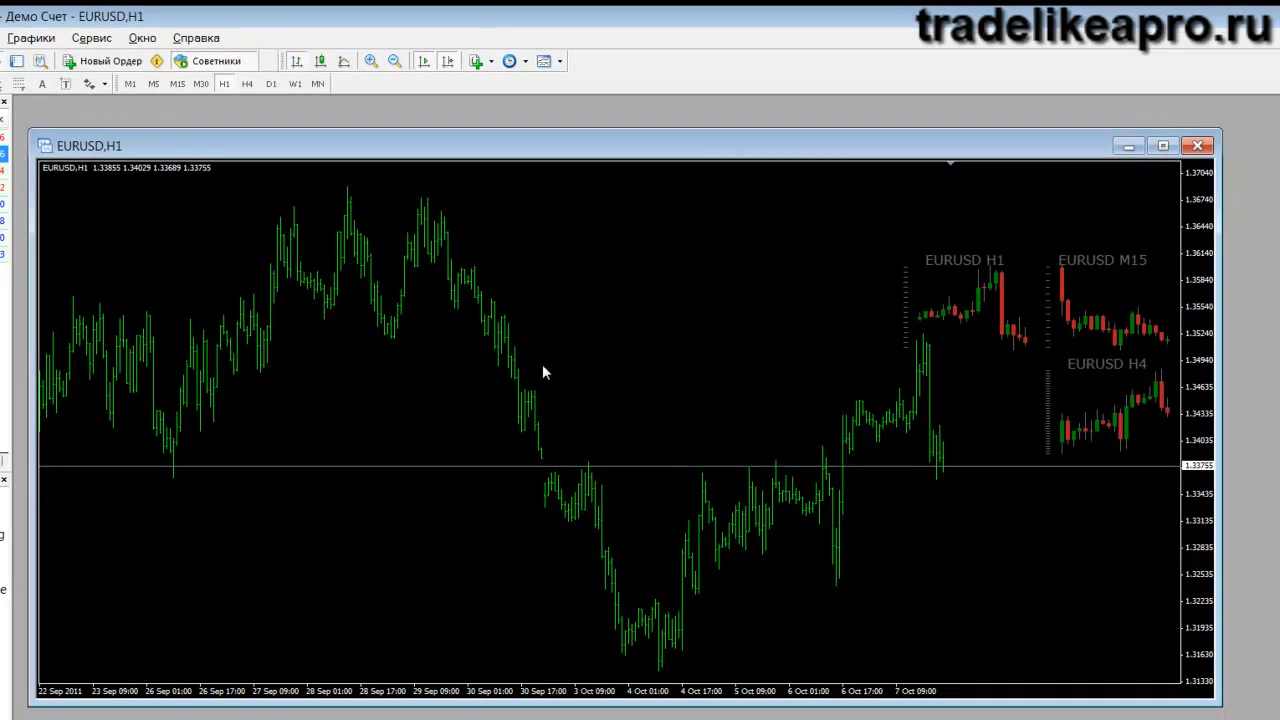 - Демо Счет - EURUSD,H1
tradelikeapro.ru
Графики Сервис Окно Справка
Новый Ордер Советники
A T M1 M5 M15 M30 H1 H4 D1 W1 MN
EURUSD,H1
EURUSD,H1 1.33855 1.34029 1.33689 1.33755
1.37040
1.36740
1.36440
1.36140
1.35840
1.35540
1.35240
1.34940
1.34635
1.34335
1.34035
1.33755
1.33435
1.33135
1.32835
1.32535
1.32235
1.31935
1.31630
1.31330
EURUSD H1
EURUSD M15
EURUSD H4
22 Sep 2011 23 Sep 09:00 26 Sep 01:00 26 Sep 17:00 27 Sep 09:00 28 Sep 01:00 28 Sep 17:00 29 Sep 09:00 30 Sep 01:00 30 Sep 17:00 3 Oct 09:00 4 Oct 01:00 4 Oct 17:00 5 Oct 09:00 6 Oct 01:00 6 Oct 17:00 7 Oct 09:00